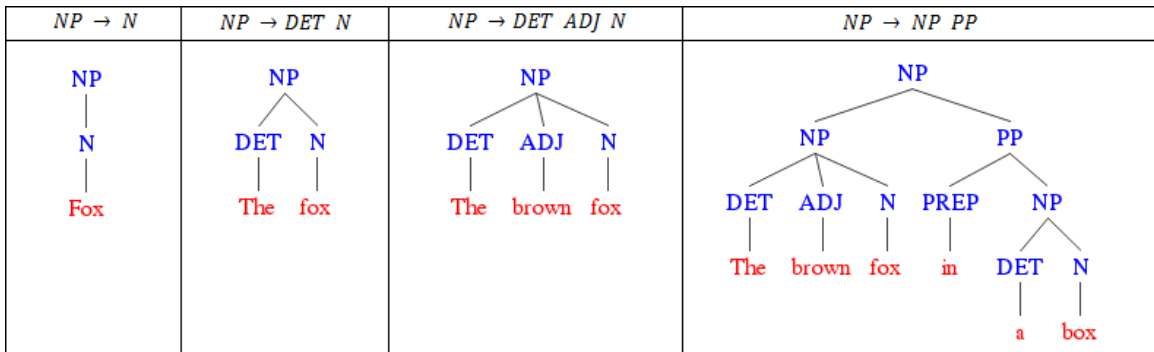 NP → N
NP → DET N
NP → DET ADJ N
NP → NP PP
NP
N
Fox
NP
DET N
The fox
NP
DET ADJ N
The brown fox
NP
NP PP
DET ADJ N PREP NP
The brown fox in DET N
a box